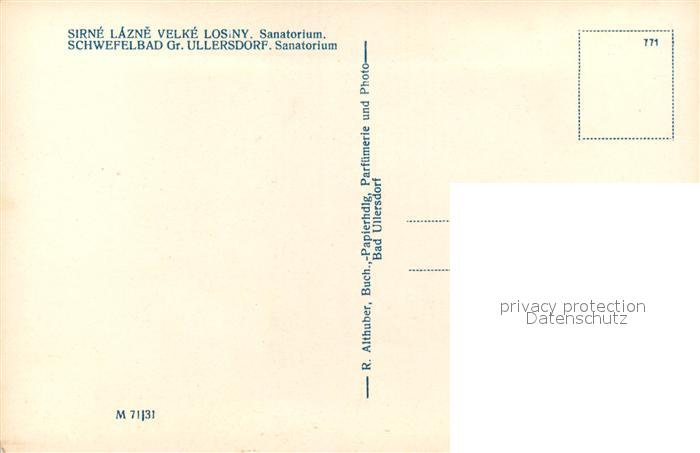 SIRNÉ LÁZNĚ VELKÉ LOSINY. Sanatorium.
SCHWEFELBAD Gr. ULLERSDORF. Sanatorium
771
R. Althuber, Buch.,-Papierhdlg, Parfümerie und Photo
Bad Ullersdorf
privacy protection
Datenschutz
M 71/31